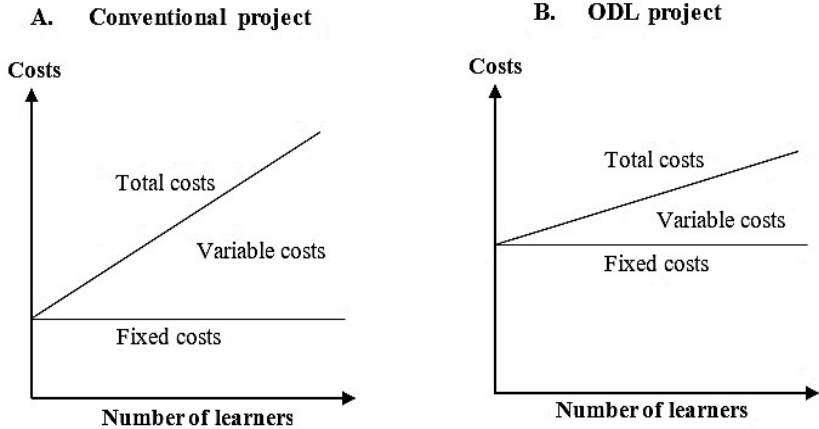 A. Conventional project
Costs
Total costs
Variable costs
Fixed costs
Number of learners
B. ODL project
Costs
Total costs
Variable costs
Fixed costs
Number of learners